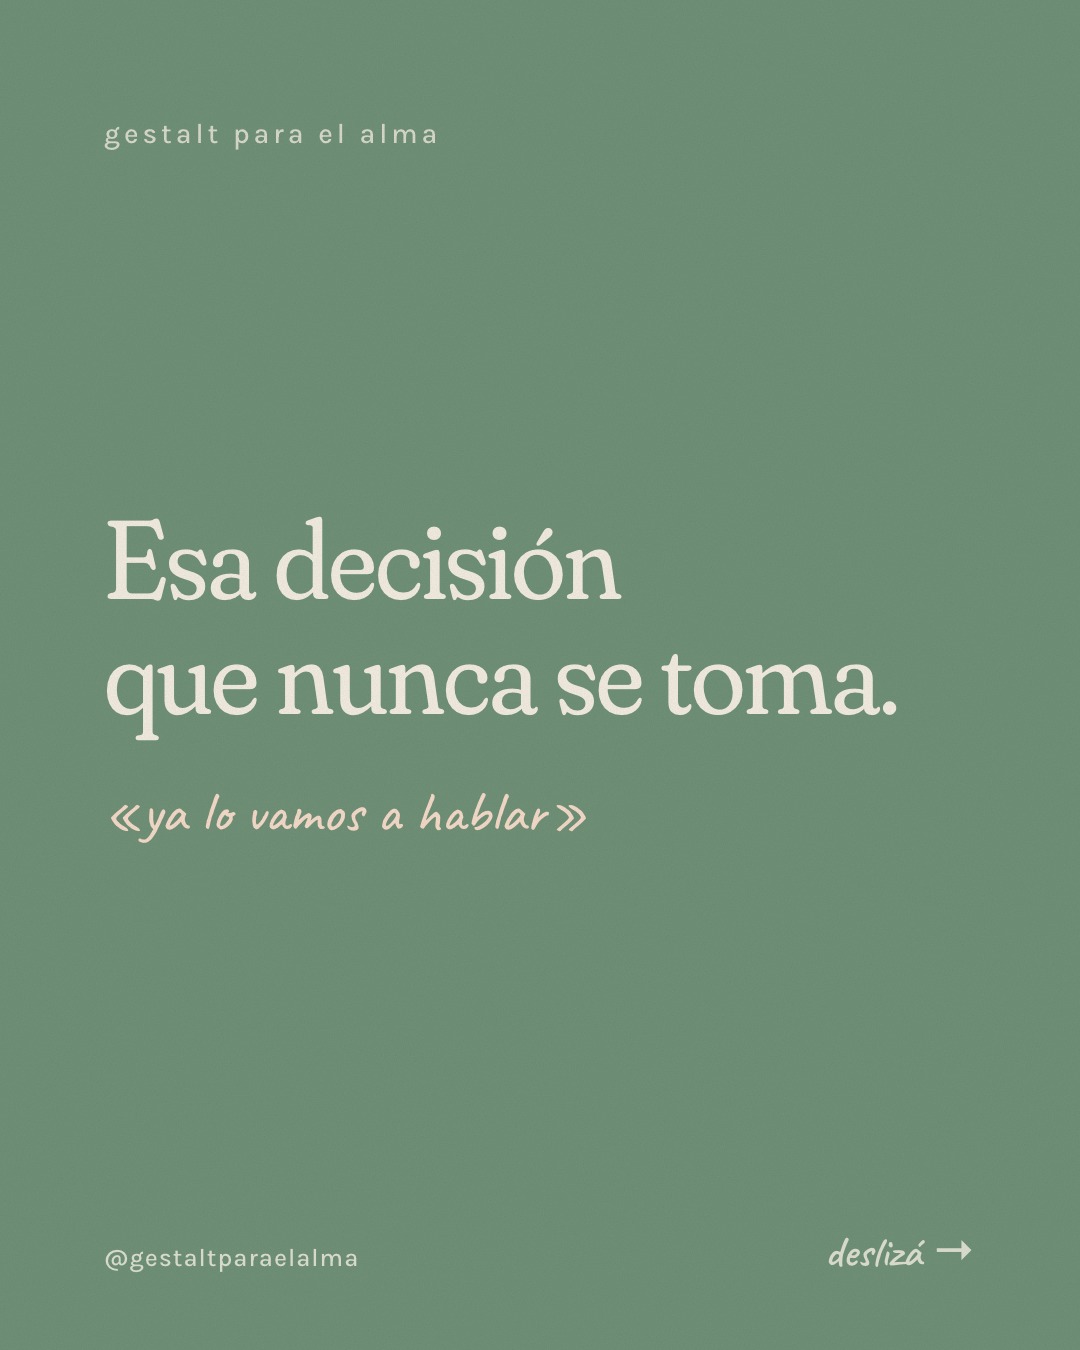 gestalt para el alma
Esa decisión
que nunca se toma.
«ya lo vamos a hablar»
@gestaltparaelalma
deslizá →